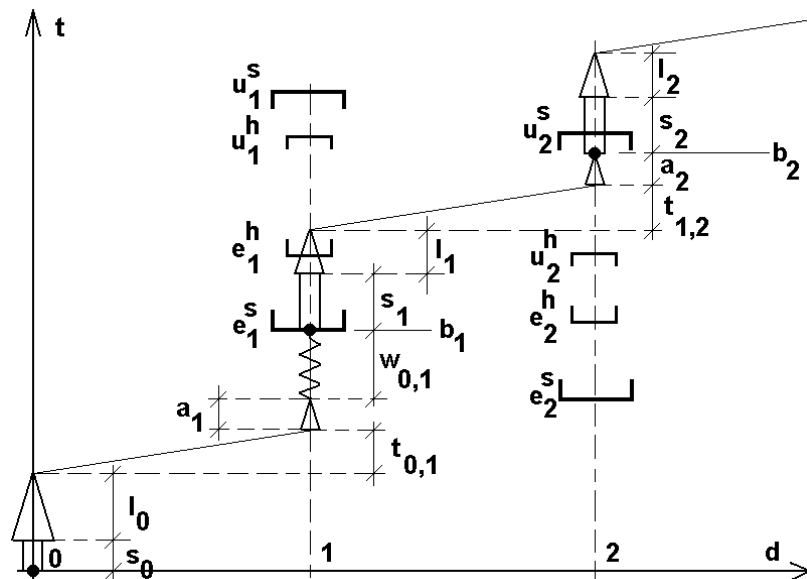 t
l₂
u₁ˢ
s₂
u₁ʰ
u₂ˢ
b₂
a₂
t₁,₂
e₁ʰ
l₁
u₂ʰ
s₁
e₁ˢ
b₁
e₂ʰ
w₀,₁
e₂ˢ
a₁
t₀,₁
l₀
0
s₀
1
2
d